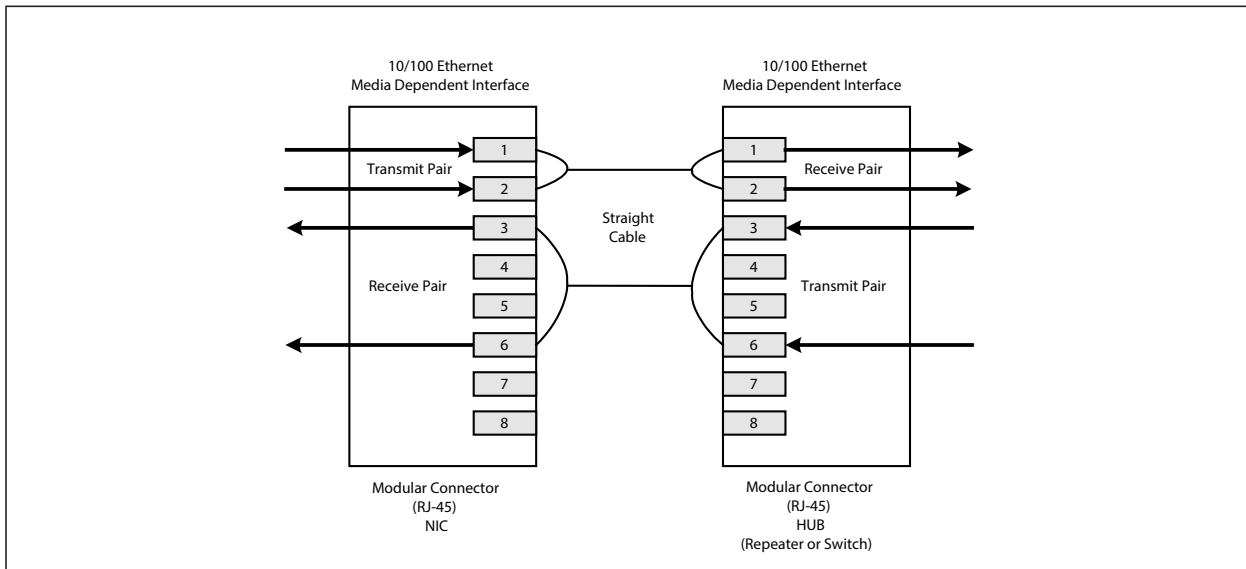 10/100 Ethernet
Media Dependent Interface
1
Transmit Pair
2
3
4
Receive Pair
5
6
7
8
Modular Connector
(RJ-45)
NIC
Straight
Cable
10/100 Ethernet
Media Dependent Interface
1
Receive Pair
2
3
4
Transmit Pair
5
6
7
8
Modular Connector
(RJ-45)
HUB
(Repeater or Switch)